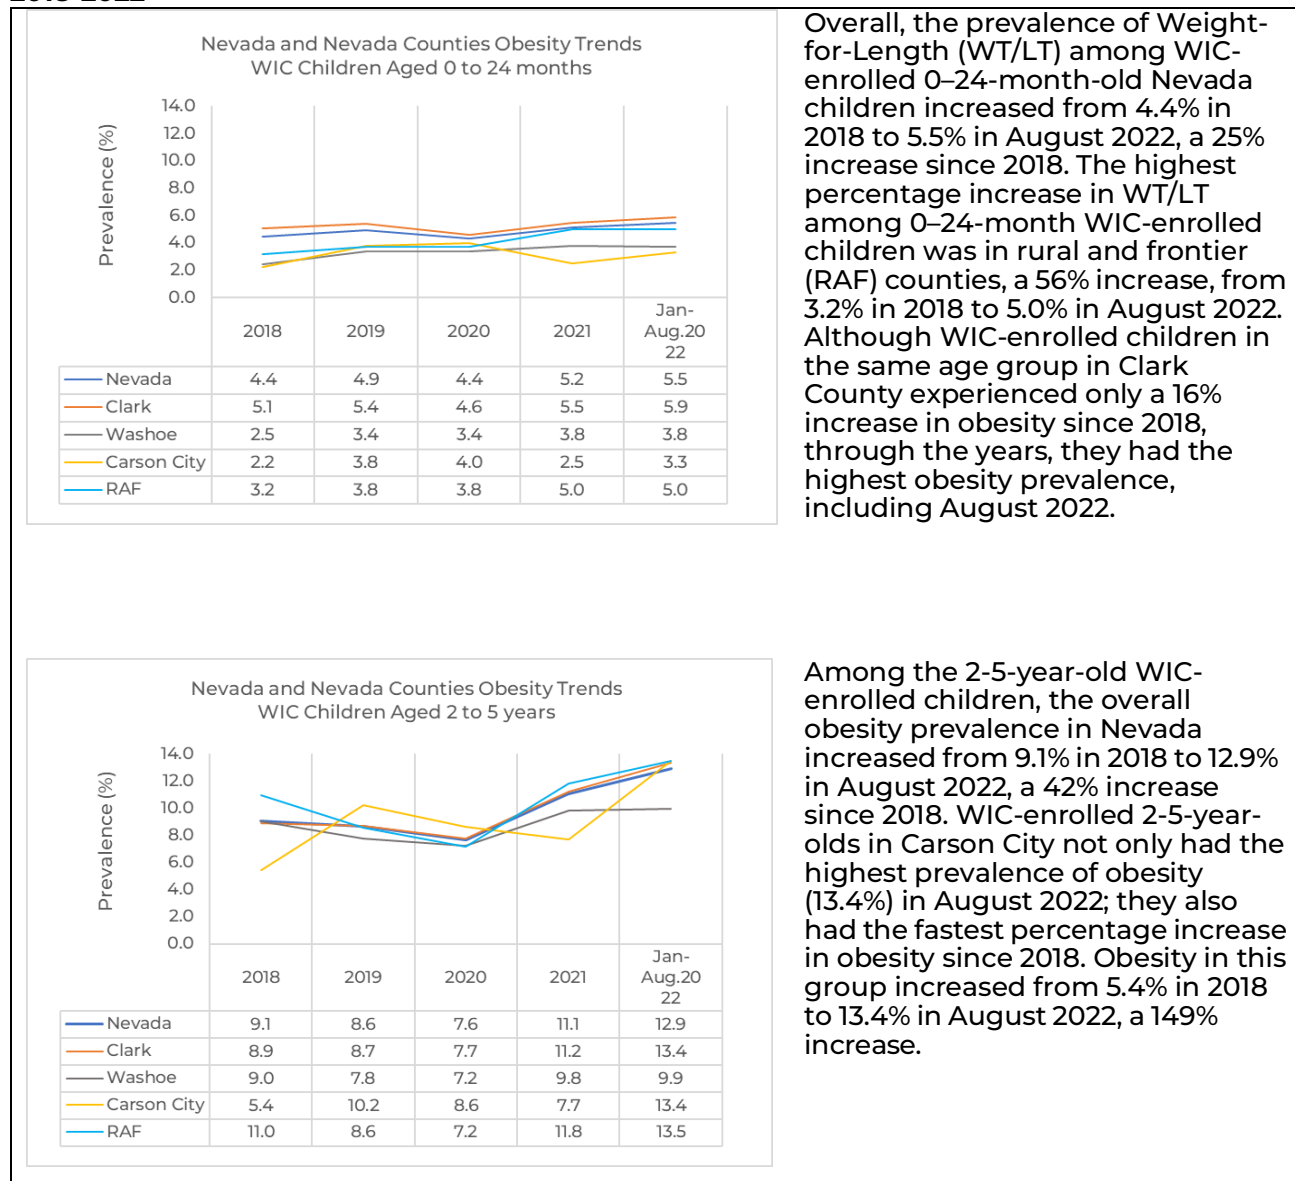 Nevada and Nevada Counties Obesity Trends
WIC Children Aged 0 to 24 months
Prevalence (%)
14.0
12.0
10.0
8.0
6.0
4.0
2.0
0.0
2018 2019 2020 2021 Jan-
Aug.20
22
Nevada 4.4 4.9 4.4 5.2 5.5
Clark 5.1 5.4 4.6 5.5 5.9
Washoe 2.5 3.4 3.4 3.8 3.8
Carson City 2.2 3.8 4.0 2.5 3.3
RAF 3.2 3.8 3.8 5.0 5.0
Overall, the prevalence of Weight-
for-Length (WT/LT) among WIC-
enrolled 0–24-month-old Nevada
children increased from 4.4% in
2018 to 5.5% in August 2022, a 25%
increase since 2018. The highest
percentage increase in WT/LT
among 0–24-month WIC-enrolled
children was in rural and frontier
(RAF) counties, a 56% increase, from
3.2% in 2018 to 5.0% in August 2022.
Although WIC-enrolled children in
the same age group in Clark
County experienced only a 16%
increase in obesity since 2018,
through the years, they had the
highest obesity prevalence,
including August 2022.
Nevada and Nevada Counties Obesity Trends
WIC Children Aged 2 to 5 years
Prevalence (%)
14.0
12.0
10.0
8.0
6.0
4.0
2.0
0.0
2018 2019 2020 2021 Jan-
Aug.20
22
Nevada 9.1 8.6 7.6 11.1 12.9
Clark 8.9 8.7 7.7 11.2 13.4
Washoe 9.0 7.8 7.2 9.8 9.9
Carson City 5.4 10.2 8.6 7.7 13.4
RAF 11.0 8.6 7.2 11.8 13.5
Among the 2-5-year-old WIC-
enrolled children, the overall
obesity prevalence in Nevada
increased from 9.1% in 2018 to 12.9%
in August 2022, a 42% increase
since 2018. WIC-enrolled 2-5-year-
olds in Carson City not only had the
highest prevalence of obesity
(13.4%) in August 2022; they also
had the fastest percentage increase
in obesity since 2018. Obesity in this
group increased from 5.4% in 2018
to 13.4% in August 2022, a 149%
increase.